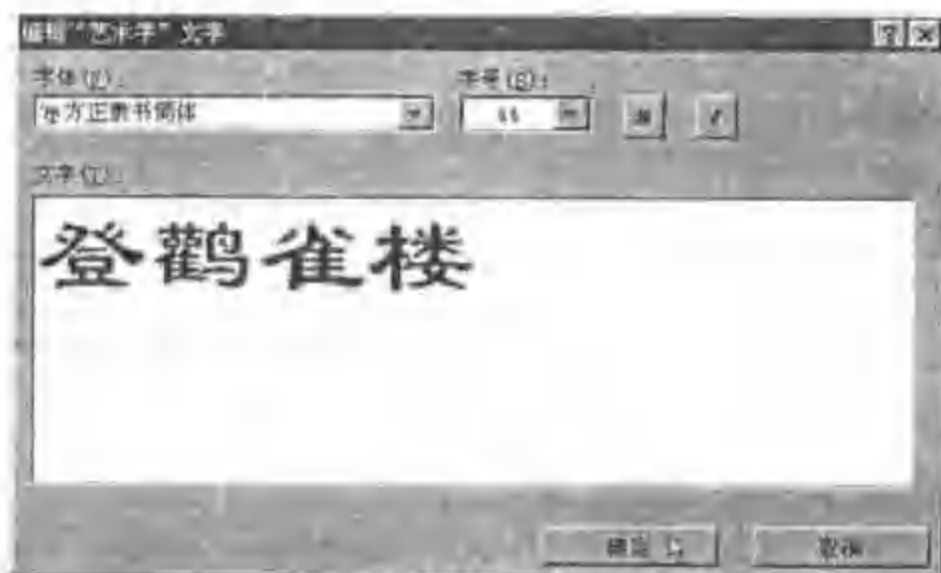 编辑“艺术字”文字
字体(F): 字号(S):
方正隶书简体 44
文字(T):
登鹳雀楼
确定 取消